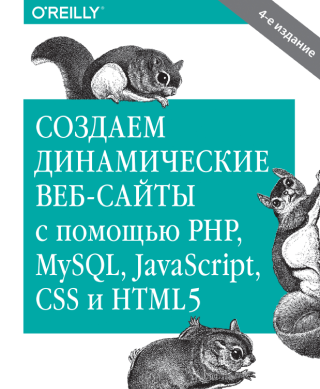 O'REILLY
4-е издание
СОЗДАЕМ
ДИНАМИЧЕСКИЕ
ВЕБ-САЙТЫ
с помощью PHP,
MySQL, JavaScript,
CSS и HTML5